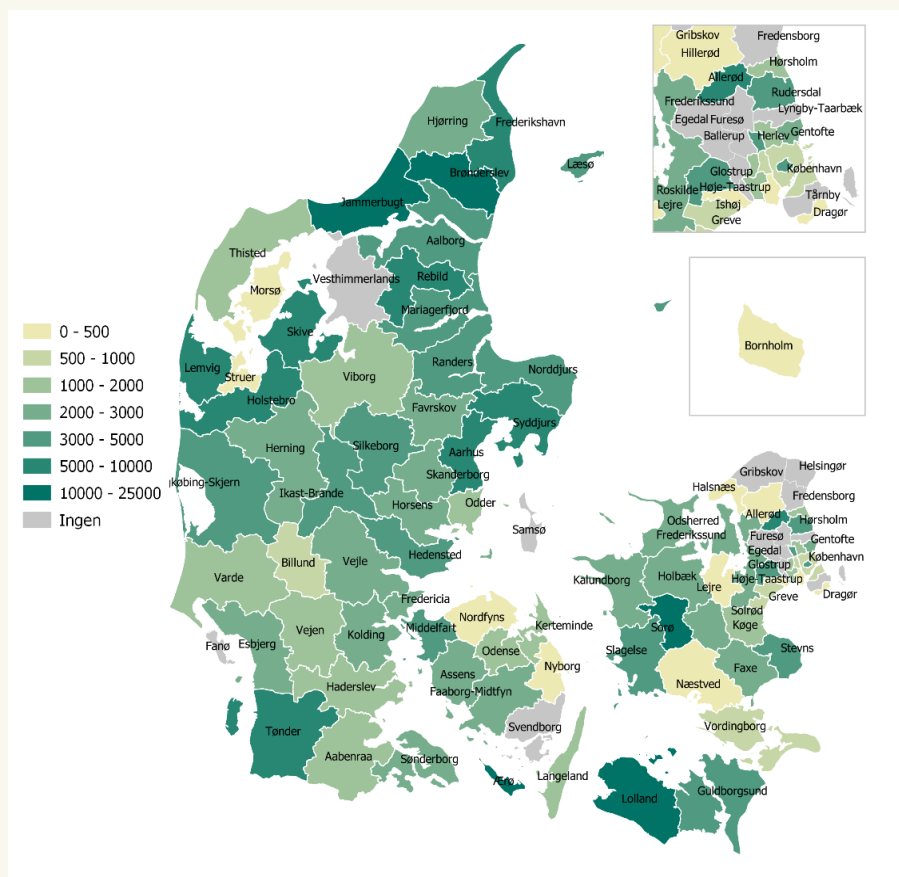 Gribskov
Fredensborg
Hillerød
Hørsholm
Allerød
Rudersdal
Frederikssund
Lyngby-Taarbæk
Egedal
Furesø
Ballerup
Herlev
Gentofte
Glostrup
København
Roskilde
Høje-Taastrup
Lejre
Ishøj
Tårnby
Greve
Dragør
Hjørring
Frederikshavn
Læsø
Brønderslev
Jammerbugt
Aalborg
Thisted
Vesthimmerlands
Rebild
Morsø
Mariagerfjord
0 - 500
500 - 1000
1000 - 2000
2000 - 3000
3000 - 5000
5000 - 10000
10000 - 25000
Ingen
Skive
Bornholm
Lemvig
Struer
Viborg
Randers
Norddjurs
Holstebro
Favrskov
Syddjurs
Herning
Silkeborg
Aarhus
Skanderborg
købing-Skjern
Ikast-Brande
Horsens
Odder
Samsø
Hedensted
Billund
Vejle
Varde
Fredericia
Vejen
Kolding
Middelfart
Nordfyns
Kerteminde
Esbjerg
Fanø
Odense
Nyborg
Assens
Haderslev
Faaborg-Midtfyn
Svendborg
Tønder
Aabenraa
Sønderborg
Ærø
Langeland
Gribskov
Helsingør
Halsnæs
Fredensborg
Allerød
Hørsholm
Odsherred
Frederikssund
Furesø
Gentofte
Egedal
København
Kalundborg
Holbæk
Glostrup
Lejre
Høje-Taastrup
Greve
Dragør
Solrød
Køge
Sorø
Slagelse
Stevns
Faxe
Næstved
Vordingborg
Lolland
Guldborgsund